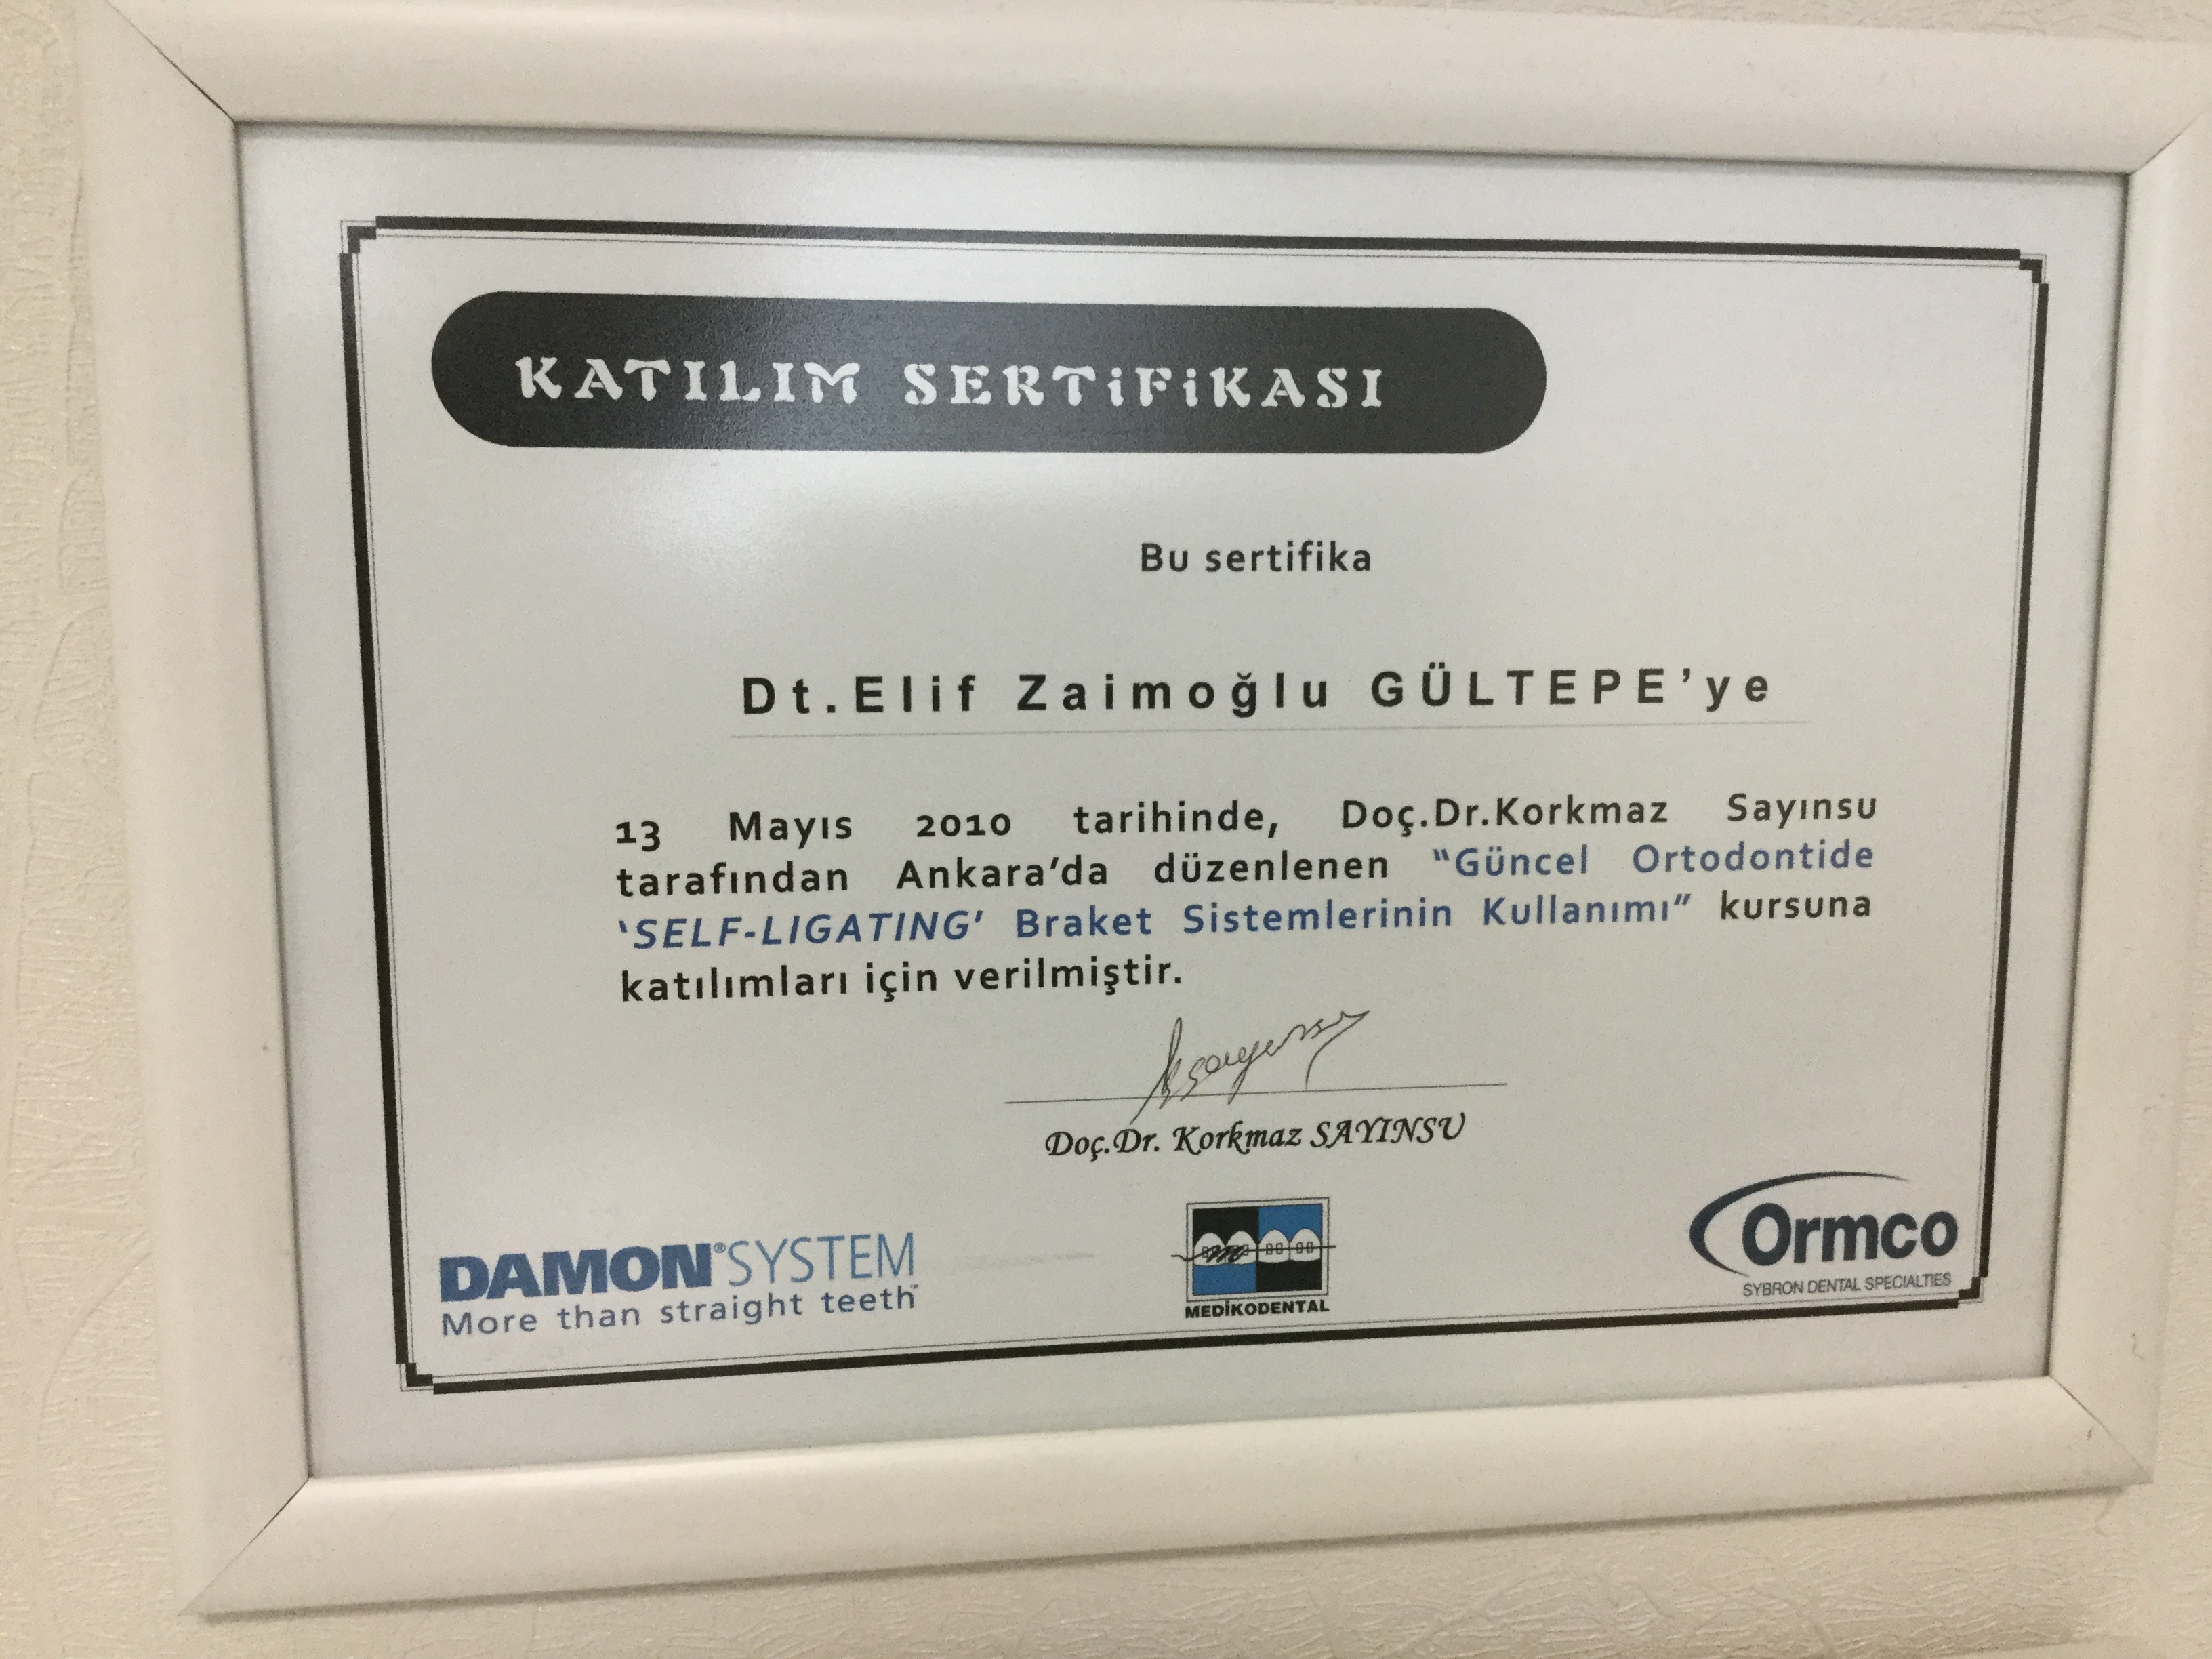 KATILIM SERTİFİKASI
Bu sertifika
Dt.Elif Zaimoğlu GÜLTEPE'ye
13 Mayıs 2010 tarihinde, Doç.Dr.Korkmaz Sayınsu
tarafından Ankara'da düzenlenen "Güncel Ortodontide
'SELF-LIGATING' Braket Sistemlerinin Kullanımı" kursuna
katılımları için verilmiştir.
Doç.Dr. Korkmaz SAYINSU
DAMON®SYSTEM
More than straight teeth™
MEDİKODENTAL
Ormco
SYBRON DENTAL SPECIALTIES